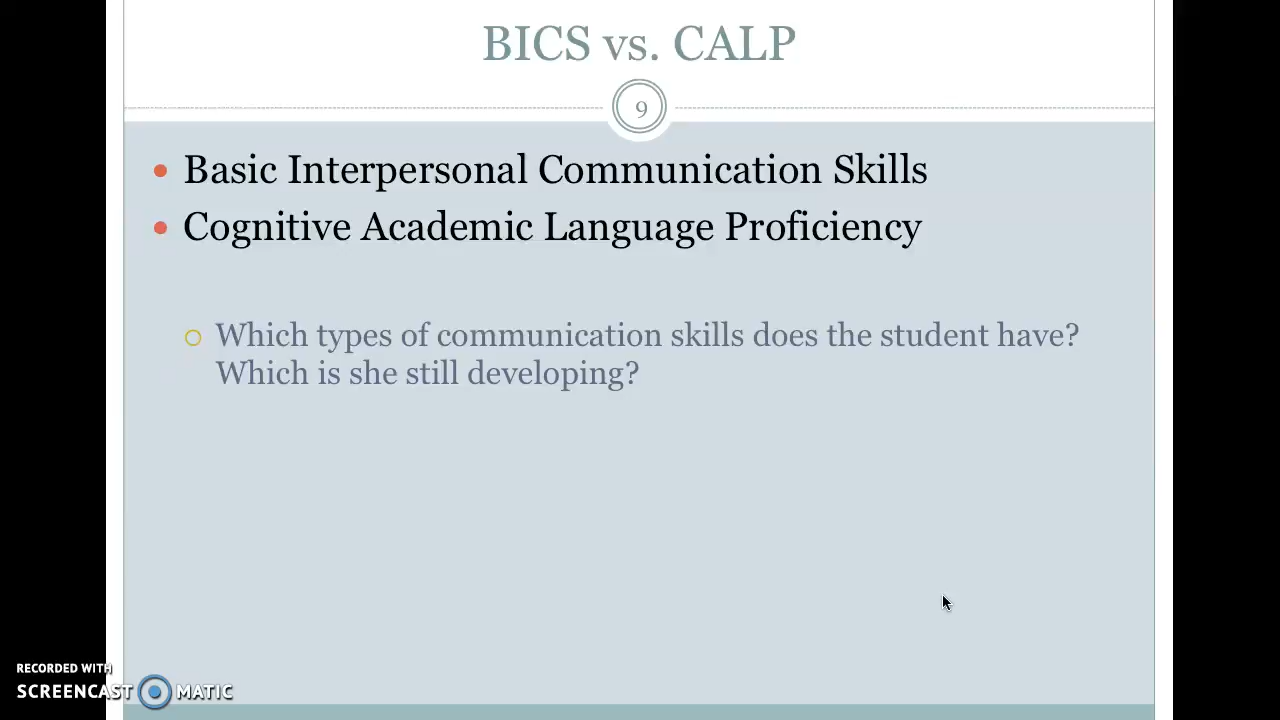 BICS vs. CALP
9
Basic Interpersonal Communication Skills
Cognitive Academic Language Proficiency
Which types of communication skills does the student have?
Which is she still developing?
RECORDED WITH
SCREENCAST MATIC